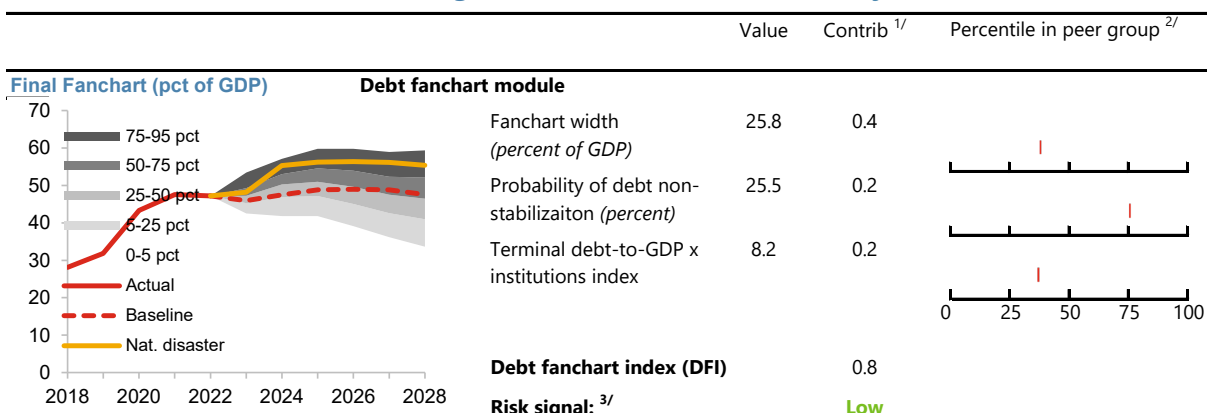 Value Contrib 1/ Percentile in peer group 2/
Final Fanchart (pct of GDP) Debt fanchart module
70
60
50
40
30
20
10
0
75-95 pct
50-75 pct
25-50 pct
5-25 pct
0-5 pct
Actual
Baseline
Nat. disaster
2018 2020 2022 2024 2026 2028
Fanchart width 25.8 0.4
(percent of GDP)
Probability of debt non- 25.5 0.2
stabilizaiton (percent)
Terminal debt-to-GDP x 8.2 0.2
institutions index
0 25 50 75 100
Debt fanchart index (DFI) 0.8
Risk signal: 3/ Low